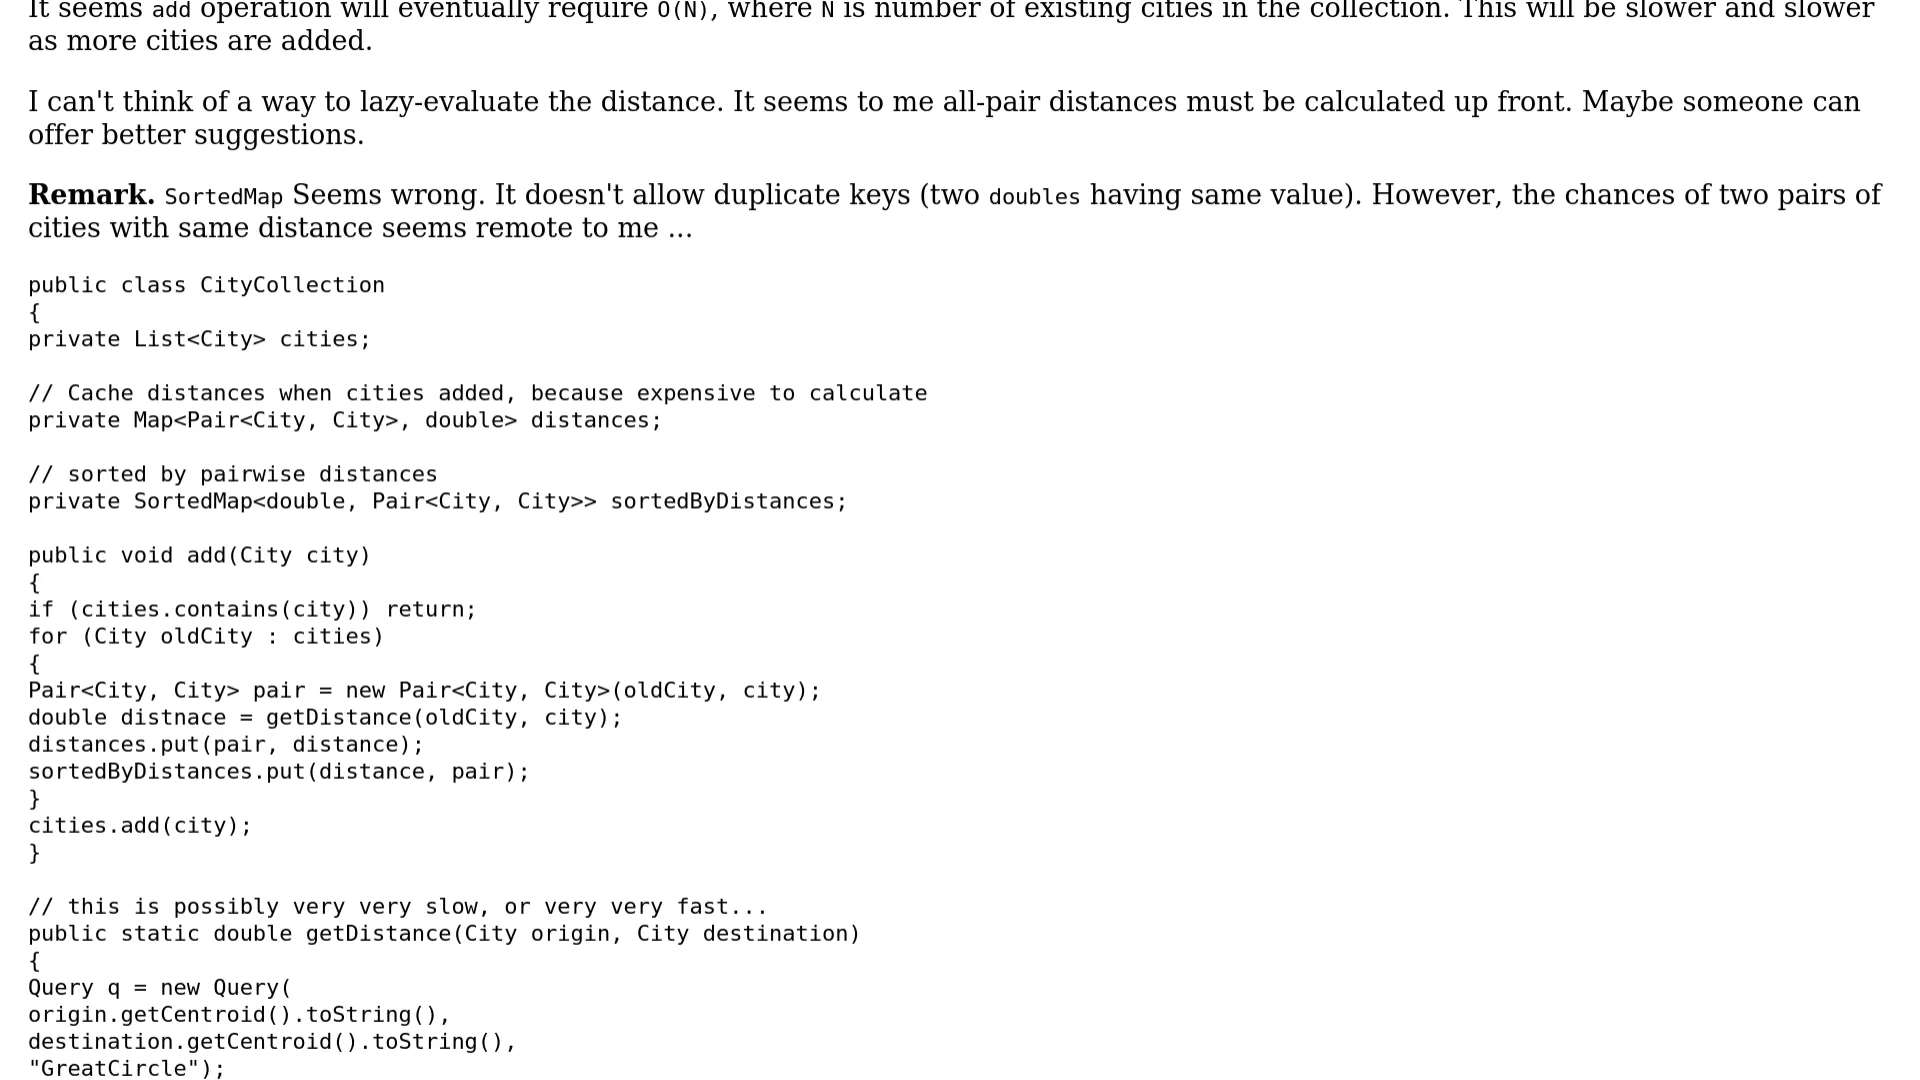 It seems add operation will eventually require O(N), where N is number of existing cities in the collection. This will be slower and slower
as more cities are added.
I can't think of a way to lazy-evaluate the distance. It seems to me all-pair distances must be calculated up front. Maybe someone can
offer better suggestions.
Remark. SortedMap Seems wrong. It doesn't allow duplicate keys (two doubles having same value). However, the chances of two pairs of
cities with same distance seems remote to me ...
public class CityCollection
{
private List<City> cities;
// Cache distances when cities added, because expensive to calculate
private Map<Pair<City, City>, double> distances;
// sorted by pairwise distances
private SortedMap<double, Pair<City, City>> sortedByDistances;
public void add(City city)
{
if (cities.contains(city)) return;
for (City oldCity : cities)
{
Pair<City, City> pair = new Pair<City, City>(oldCity, city);
double distnace = getDistance(oldCity, city);
distances.put(pair, distance);
sortedByDistances.put(distance, pair);
}
cities.add(city);
}
// this is possibly very very slow, or very very fast...
public static double getDistance(City origin, City destination)
{
Query q = new Query(
origin.getCentroid().toString(),
destination.getCentroid().toString(),
"GreatCircle");